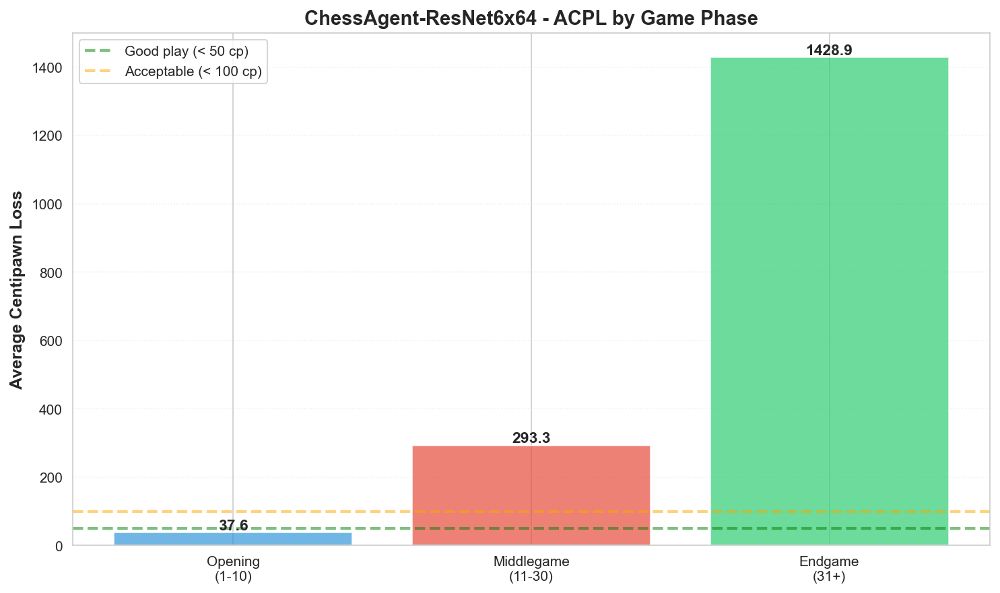 ChessAgent-ResNet6x64 - ACPL by Game Phase
Good play (< 50 cp)
Acceptable (< 100 cp)
Average Centipawn Loss
1400
1200
1000
800
600
400
200
0
37.6
293.3
1428.9
Opening
(1-10)
Middlegame
(11-30)
Endgame
(31+)